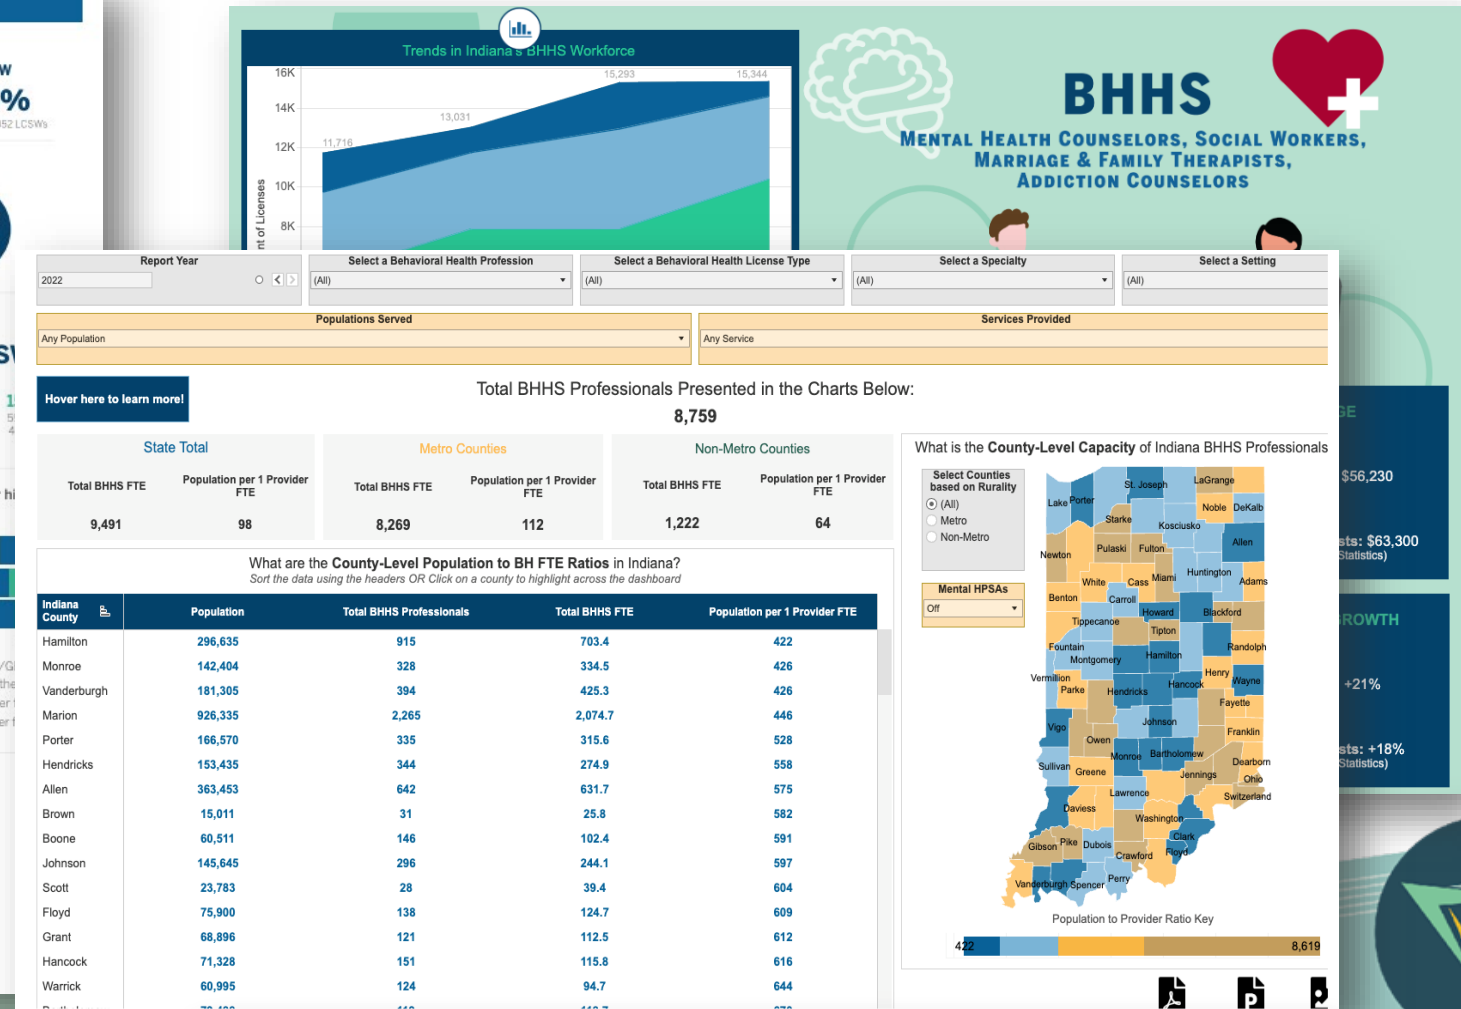 w
%
352 LCSWs
Trends in Indiana's BHHS Workforce
16K
14K
12K
10K
8K
11,716
13,031
15,293
15,344
nt of Licenses
BHHS
MENTAL HEALTH COUNSELORS, SOCIAL WORKERS,
MARRIAGE & FAMILY THERAPISTS,
ADDICTION COUNSELORS
Report Year
2022
Select a Behavioral Health Profession
(All)
Select a Behavioral Health License Type
(All)
Select a Specialty
(All)
Select a Setting
(All)
Populations Served
Any Population
Services Provided
Any Service
Hover here to learn more!
Total BHHS Professionals Presented in the Charts Below:
8,759
State Total
Total BHHS FTE
Population per 1 Provider
FTE
9,491
98
Metro Counties
Total BHHS FTE
Population per 1 Provider
FTE
8,269
112
Non-Metro Counties
Total BHHS FTE
Population per 1 Provider
FTE
1,222
64
What are the County-Level Population to BH FTE Ratios in Indiana?
Sort the data using the headers OR Click on a county to highlight across the dashboard
Indiana
County
Population
Total BHHS Professionals
Total BHHS FTE
Population per 1 Provider FTE
Hamilton 296,635 915 703.4 422
Monroe 142,404 328 334.5 426
Vanderburgh 181,305 394 425.3 426
Marion 926,335 2,265 2,074.7 446
Porter 166,570 335 315.6 528
Hendricks 153,435 344 274.9 558
Allen 363,453 642 631.7 575
Brown 15,011 31 25.8 582
Boone 60,511 146 102.4 591
Johnson 145,645 296 244.1 597
Scott 23,783 28 39.4 604
Floyd 75,900 138 124.7 609
Grant 68,896 121 112.5 612
Hancock 71,328 151 115.8 616
Warrick 60,995 124 94.7 644
What is the County-Level Capacity of Indiana BHHS Professionals
Select Counties
based on Rurality
(All)
Metro
Non-Metro
Mental HPSAs
Off
Lake
Porter
St. Joseph
LaGrange
Noble
DeKalb
Starke
Kosciusko
Allen
Newton
Pulaski
Fulton
White
Cass
Miami
Huntington
Adams
Benton
Carroll
Howard
Blackford
Tippecanoe
Tipton
Fountain
Montgomery
Hamilton
Randolph
Vermillion
Parke
Hendricks
Hancock
Henry
Wayne
Fayette
Vigo
Johnson
Franklin
Owen
Monroe
Bartholomew
Sullivan
Greene
Jennings
Dearborn
Ohio
Lawrence
Switzerland
Daviess
Washington
Clark
Gibson
Pike
Dubois
Crawford
Floyd
Vanderburgh
Spencer
Perry
Population to Provider Ratio Key
422
8,619
GE
$56,230
sts: $63,300
Statistics)
ROWTH
+21%
sts: +18%
Statistics)